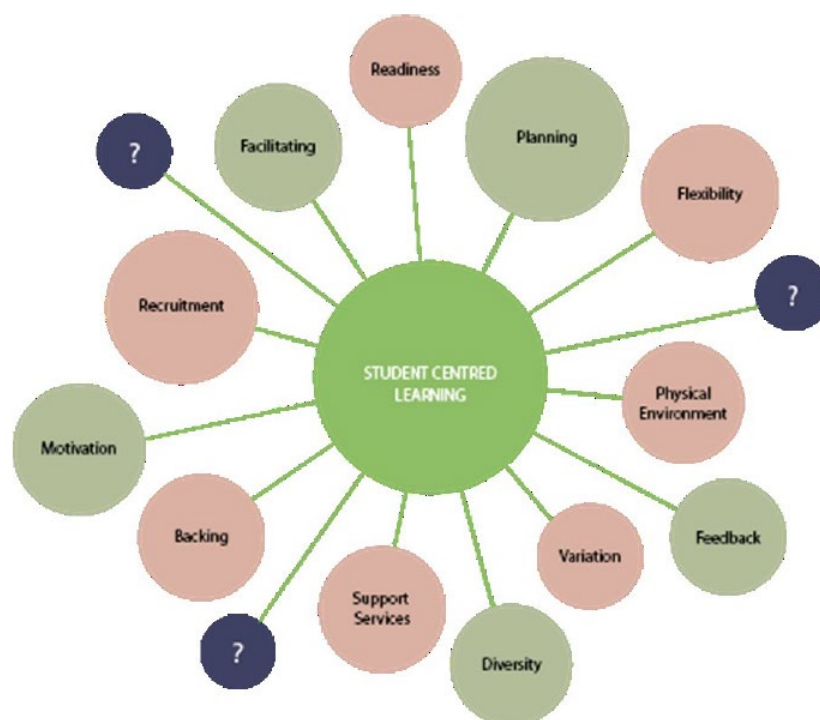 Readiness
Planning
Facilitating
?
Flexibility
?
Recruitment
STUDENT CENTRED
LEARNING
Physical
Environment
Motivation
Backing
Feedback
Variation
Support
Services
?
Diversity